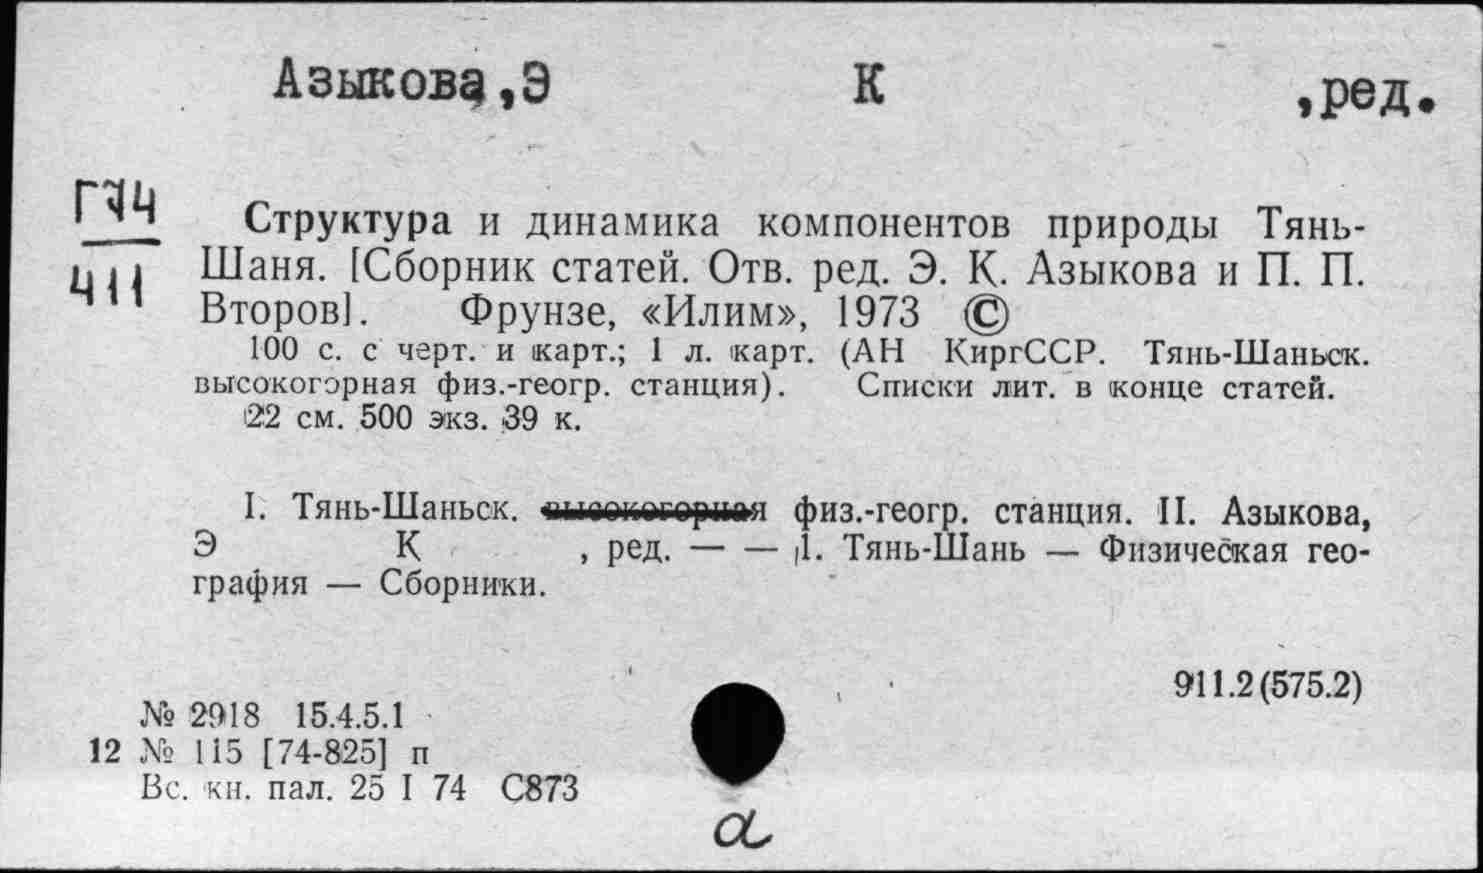 Азыкова,Э К ,ред.
Г74
411
Структура и динамика компонентов природы Тянь-
Шаня. [Сборник статей. Отв. ред. Э. К. Азыкова и П. П.
Второв]. Фрунзе, «Илим», 1973 ©
100 с. с черт. и карт.; 1 л. карт. (АН КиргССР. Тянь-Шаньск.
высокогорная физ.-геогр. станция). Списки лит. в конце статей.
22 см. 500 экз. 39 к.
I. Тянь-Шаньск. высокогорная физ.-геогр. станция. II. Азыкова,
Э К , ред. — — 1. Тянь-Шань — Физическая гео-
графия — Сборники.
911.2(575.2)
№ 2918 15.4.5.1
12 № 115 [74-825] п
Вс. кн. пал. 25 I 74 С873